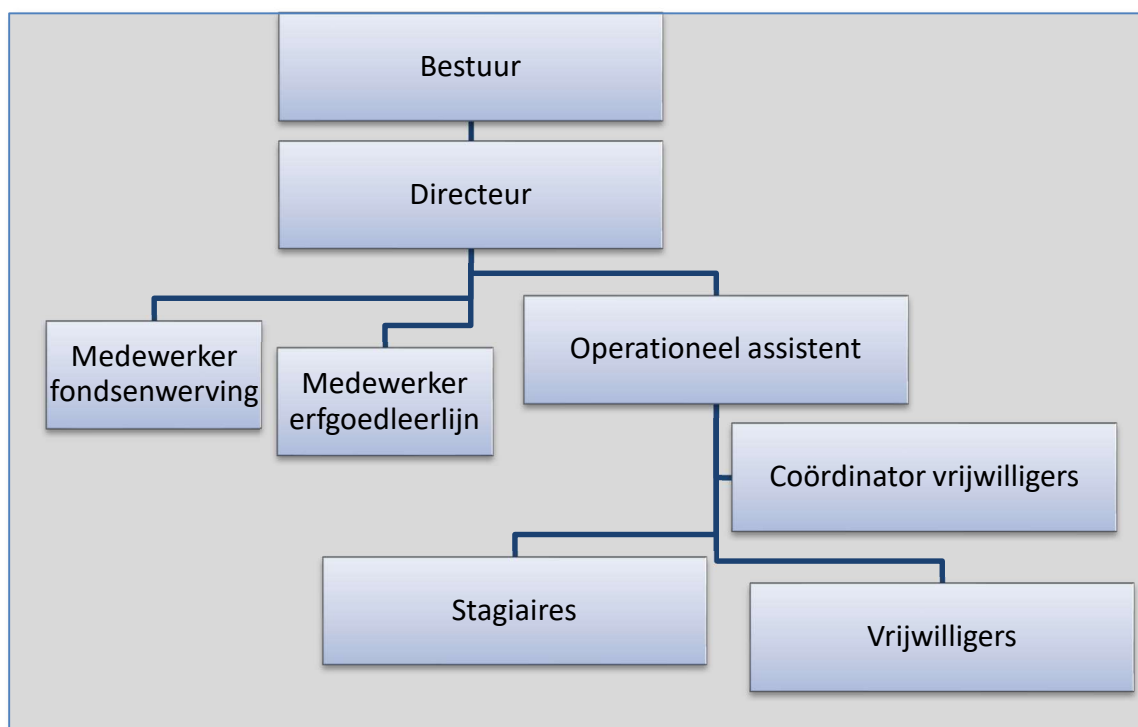 Bestuur
Directeur
Medewerker
fondsenwerving
Medewerker
erfgoedleerlijn
Operationeel assistent
Coördinator vrijwilligers
Stagiaires
Vrijwilligers